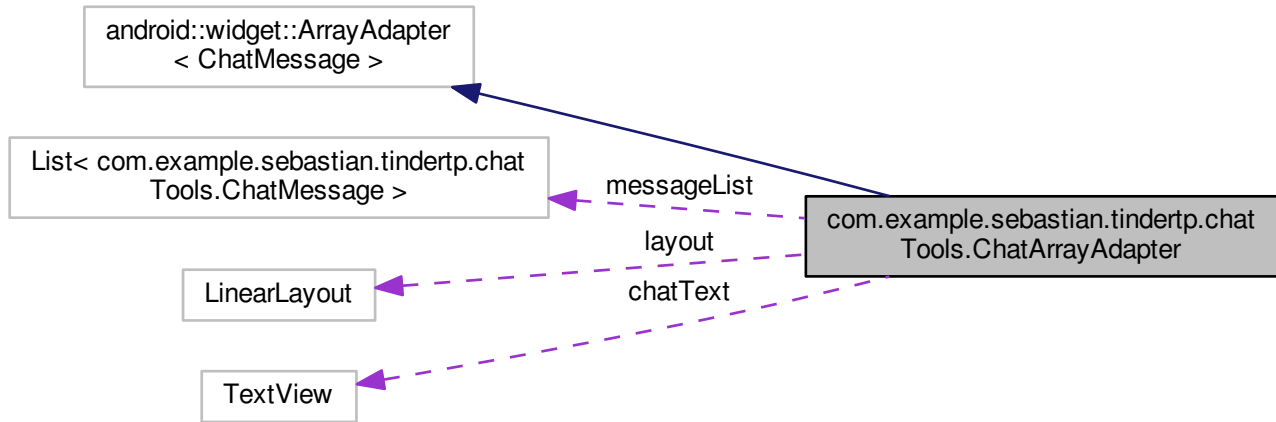 android::widget::ArrayAdapter
< ChatMessage >
List< com.example.sebastian.tindertp.chat
Tools.ChatMessage >
messageList
com.example.sebastian.tindertp.chat
Tools.ChatArrayAdapter
layout
LinearLayout
chatText
TextView